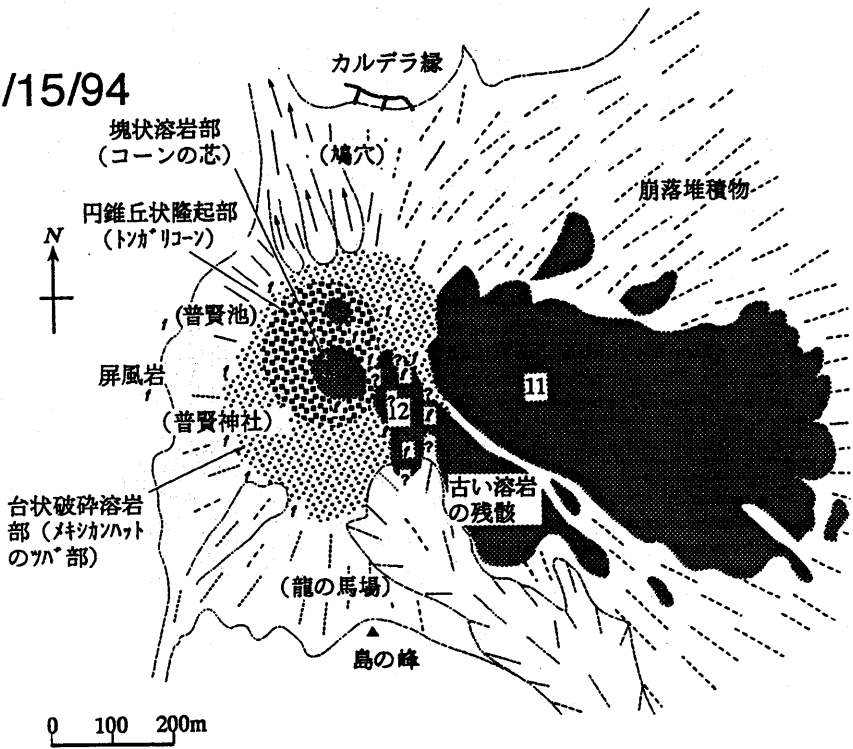 /15/94
カルデラ縁
塊状溶岩部
(コーンの芯)
(鳩穴)
崩落堆積物
円錐丘状隆起部
(トンガリコーン)
N
(普賢池)
屏風岩
11
(普賢神社)
12
古い溶岩
の残骸
台状破砕溶岩
部(メキシカンハット
のツバ部)
(龍の馬場)
島の峰
0 100 200m